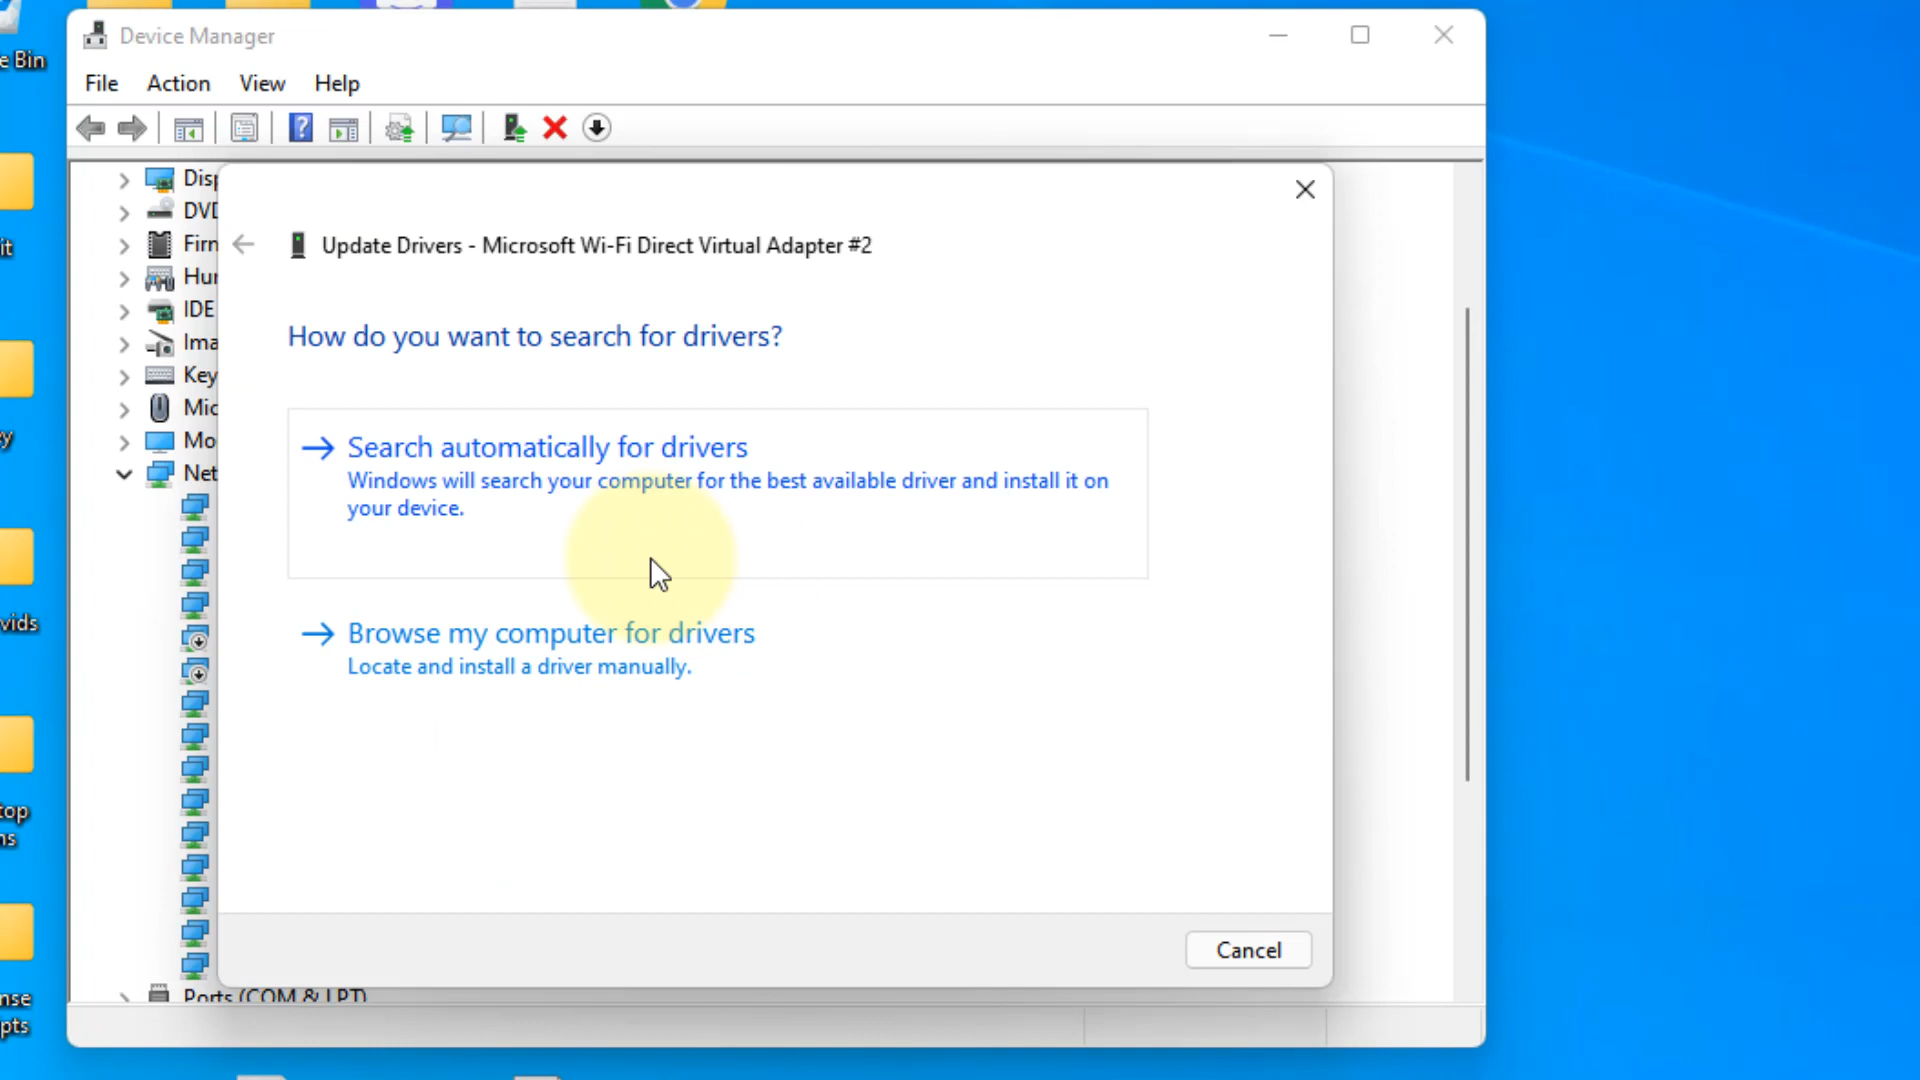 e Bin
it
y
vids
top
ns
nse
pts
Device Manager
File Action View Help
Disp
DVD
Firn
Hur
IDE
Ima
Key
Mic
Mo
Net
Ports (COM & LPT)
Update Drivers - Microsoft Wi-Fi Direct Virtual Adapter #2
How do you want to search for drivers?
Search automatically for drivers
Windows will search your computer for the best available driver and install it on
your device.
Browse my computer for drivers
Locate and install a driver manually.
Cancel